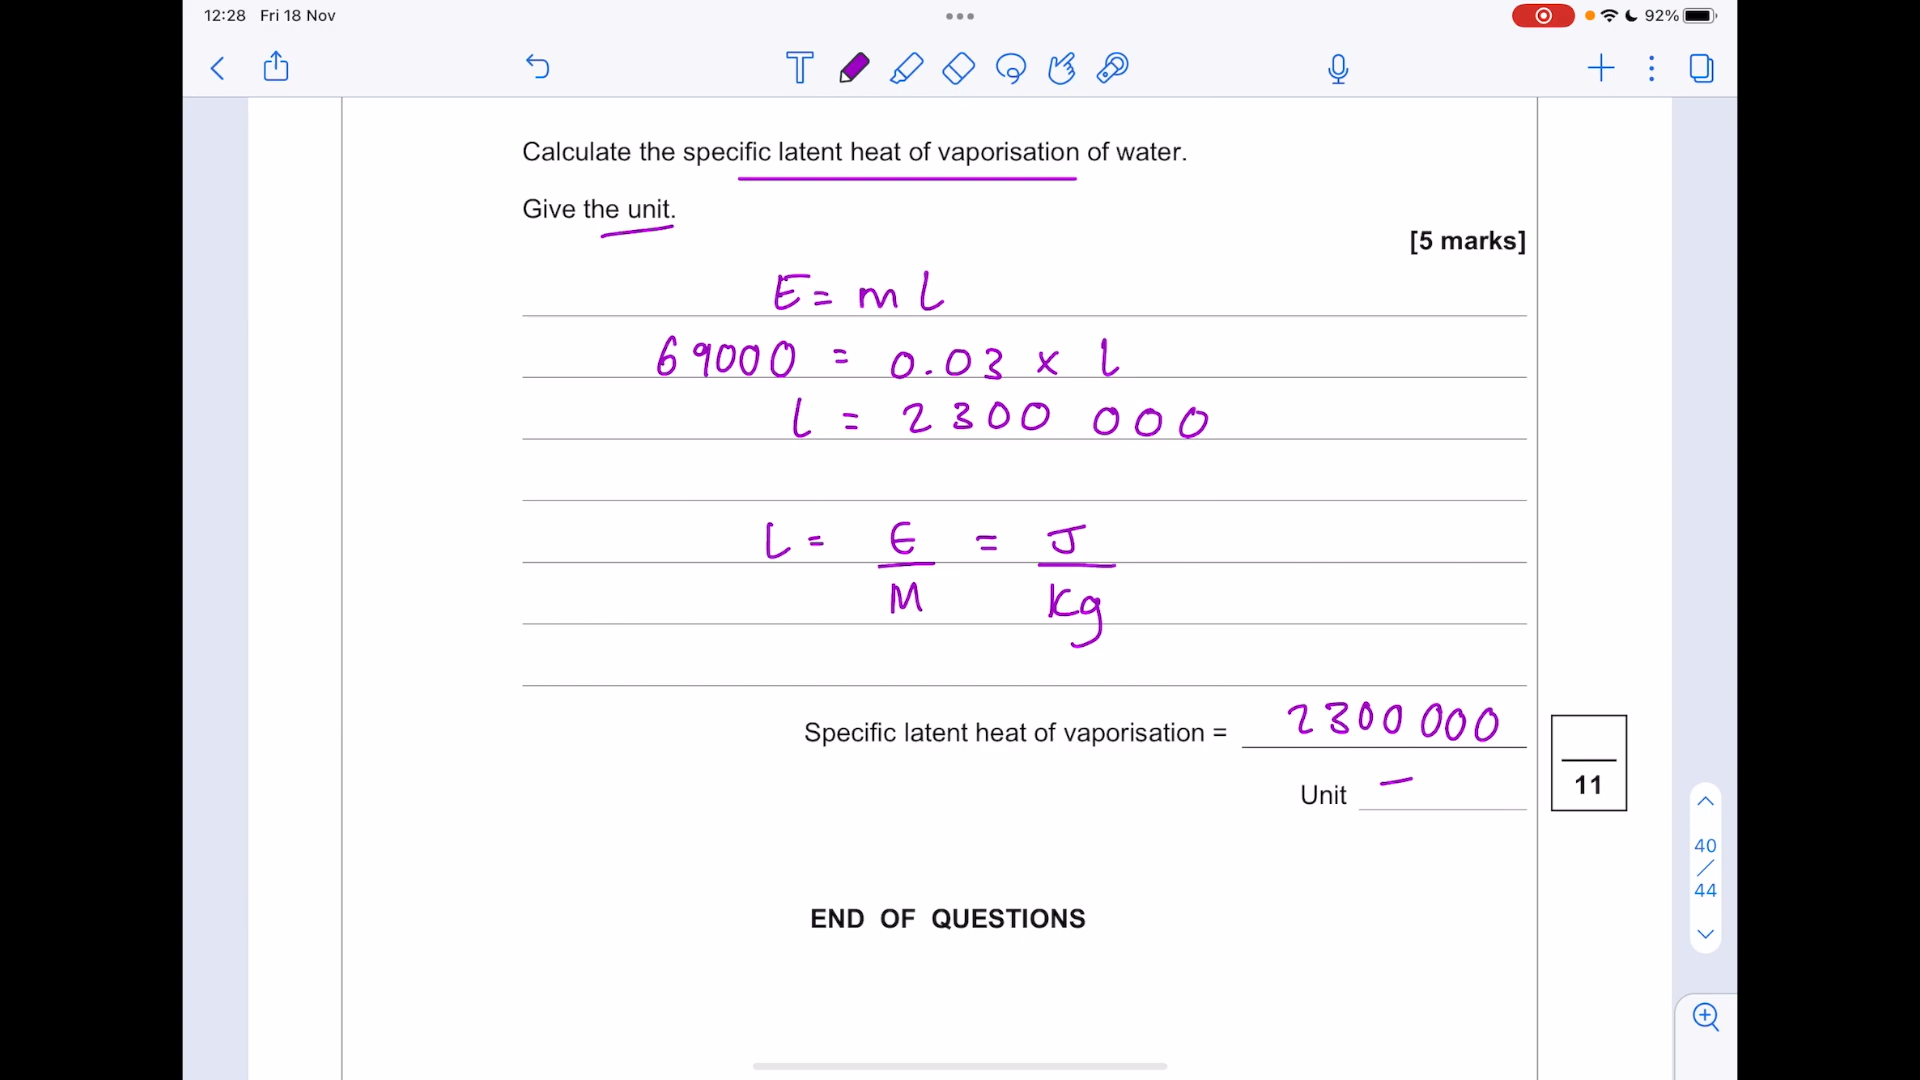 12:28 Fri 18 Nov
92%
Calculate the specific latent heat of vaporisation of water.
Give the unit.
[5 marks]
E = m L
69000 = 0.03 x L
L = 2300 000
L = E = J
M Kg
Specific latent heat of vaporisation = 2300 000
Unit
11
40
44
END OF QUESTIONS